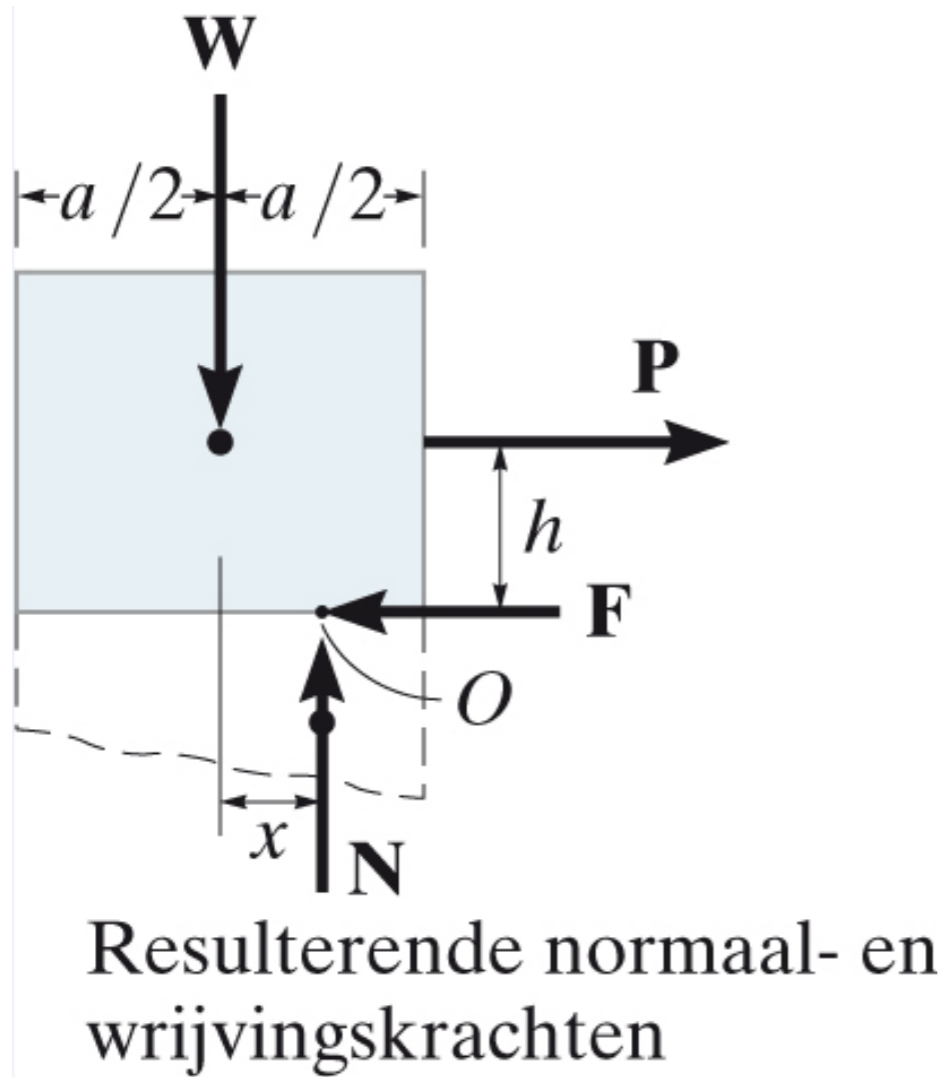 W
a /2 a /2
P
h
F
O
x
N
Resulterende normaal- en
wrijvingskrachten